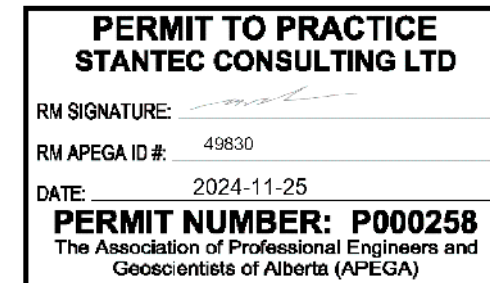 PERMIT TO PRACTICE
STANTEC CONSULTING LTD
RM SIGNATURE:
RM APEGA ID #: 49830
DATE: 2024-11-25
PERMIT NUMBER: P000258
The Association of Professional Engineers and
Geoscientists of Alberta (APEGA)